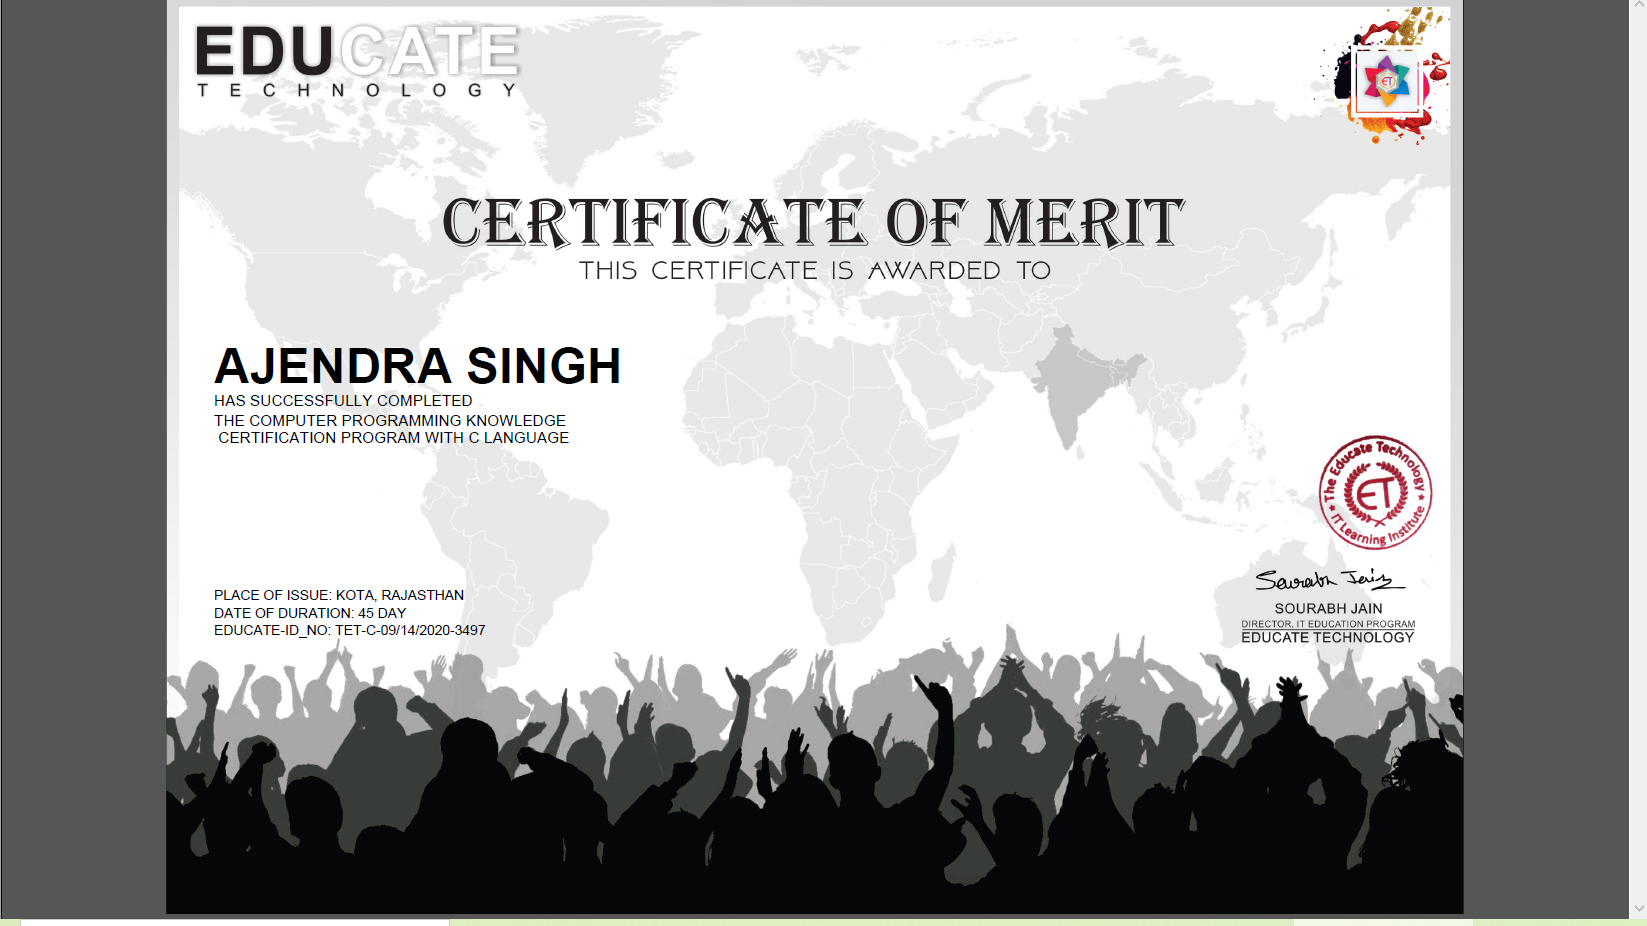 EDUCATE
TECHNOLOGY
ET
CERTIFICATE OF MERIT
THIS CERTIFICATE IS AWARDED TO
AJENDRA SINGH
HAS SUCCESSFULLY COMPLETED
THE COMPUTER PROGRAMMING KNOWLEDGE
CERTIFICATION PROGRAM WITH C LANGUAGE
The Educate Technology
ET
IT Learning Institute
PLACE OF ISSUE: KOTA, RAJASTHAN
DATE OF DURATION: 45 DAY
EDUCATE-ID_NO: TET-C-09/14/2020-3497
Sourabh Jain
SOURABH JAIN
DIRECTOR, IT EDUCATION PROGRAM
EDUCATE TECHNOLOGY